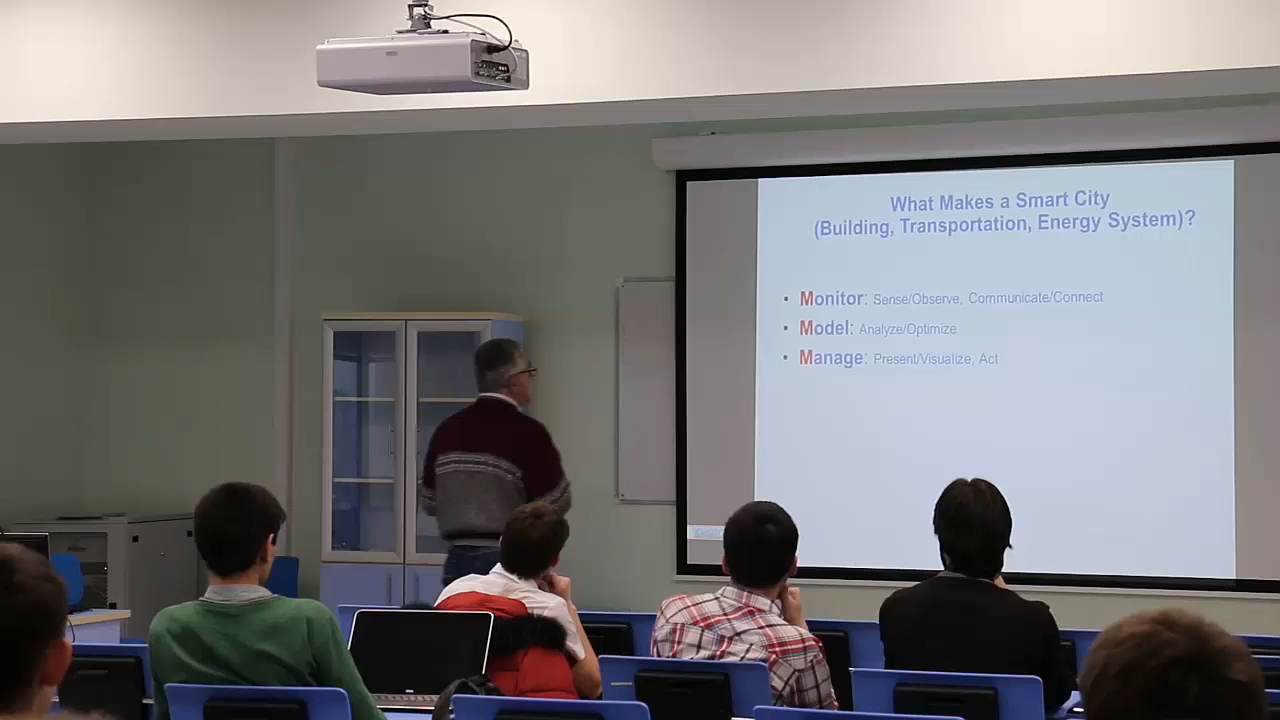 What Makes a Smart City
(Building, Transportation, Energy System)?
• Monitor: Sense/Observe, Communicate/Connect
• Model: Analyze/Optimize
• Manage: Present/Visualize, Act